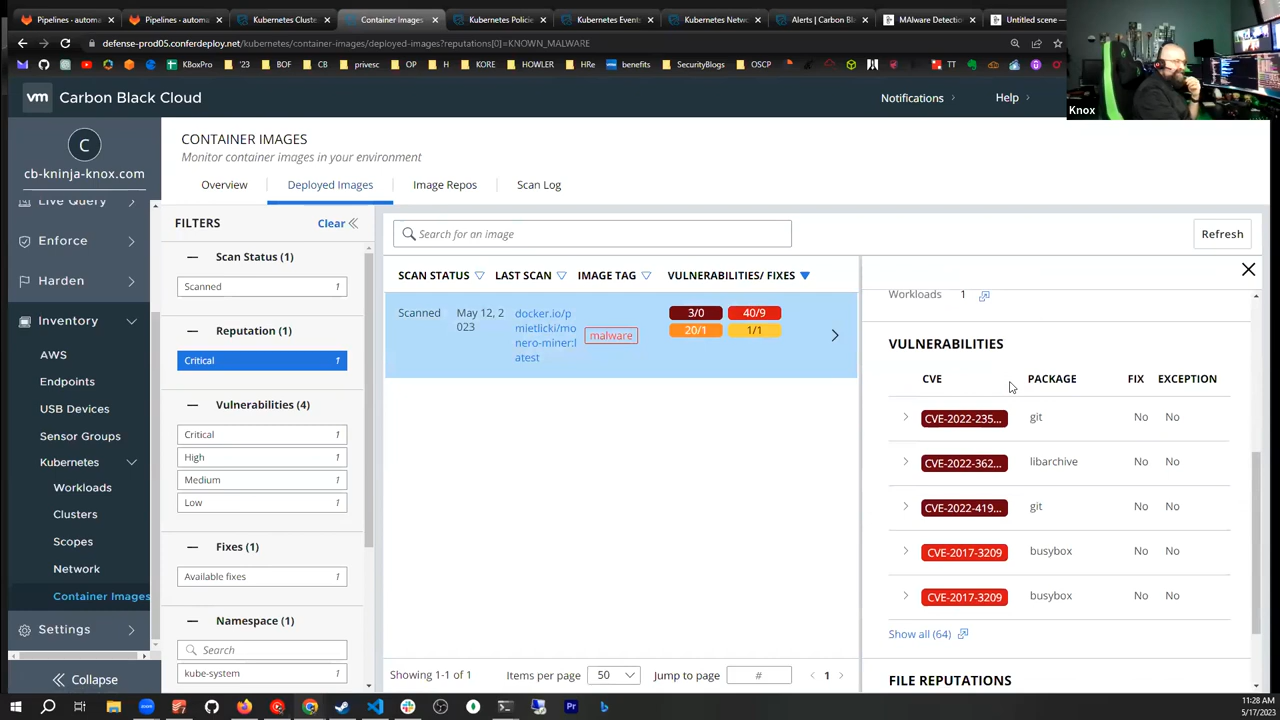 Pipelines · automa
Pipelines · automa
Kubernetes Cluste
Container Images
Kubernetes Policie
Kubernetes Events
Kubernetes Netwo
Alerts | Carbon Bla
MAlware Detectio
Untitled scene —
defense-prod05.conferdeploy.net/kubernetes/container-images/deployed-images?reputations[0]=KNOWN_MALWARE
KBoxPro
'23
BOF
CB
privesc
OP
H
KORE
HOWLER
HRe
benefits
SecurityBlogs
OSCP
TT
Knox
vm
Carbon Black Cloud
Notifications
Help
C
cb-kninja-knox.com
Live Query
Enforce
Harden
Inventory
AWS
Endpoints
USB Devices
Sensor Groups
Kubernetes
Workloads
Clusters
Scopes
Network
Container Images
Settings
Collapse
CONTAINER IMAGES
Monitor container images in your environment
Overview
Deployed Images
Image Repos
Scan Log
FILTERS
Clear
Scan Status (1)
Scanned 1
Reputation (1)
Critical 1
Vulnerabilities (4)
Critical 1
High 1
Medium 1
Low 1
Fixes (1)
Available fixes 1
Namespace (1)
Search
kube-system 1
Search for an image
Refresh
SCAN STATUS LAST SCAN IMAGE TAG VULNERABILITIES/ FIXES
Scanned
May 12, 2
023
docker.io/p
mietlicki/mo
nero-miner:l
atest
malware
3/0 40/9
20/1 1/1
Showing 1-1 of 1
Items per page 50
Jump to page #
1
Workloads 1
VULNERABILITIES
CVE PACKAGE FIX EXCEPTION
CVE-2022-235... git No No
CVE-2022-362... libarchive No No
CVE-2022-419... git No No
CVE-2017-3209 busybox No No
CVE-2017-3209 busybox No No
Show all (64)
FILE REPUTATIONS
11:28 AM
5/17/2023